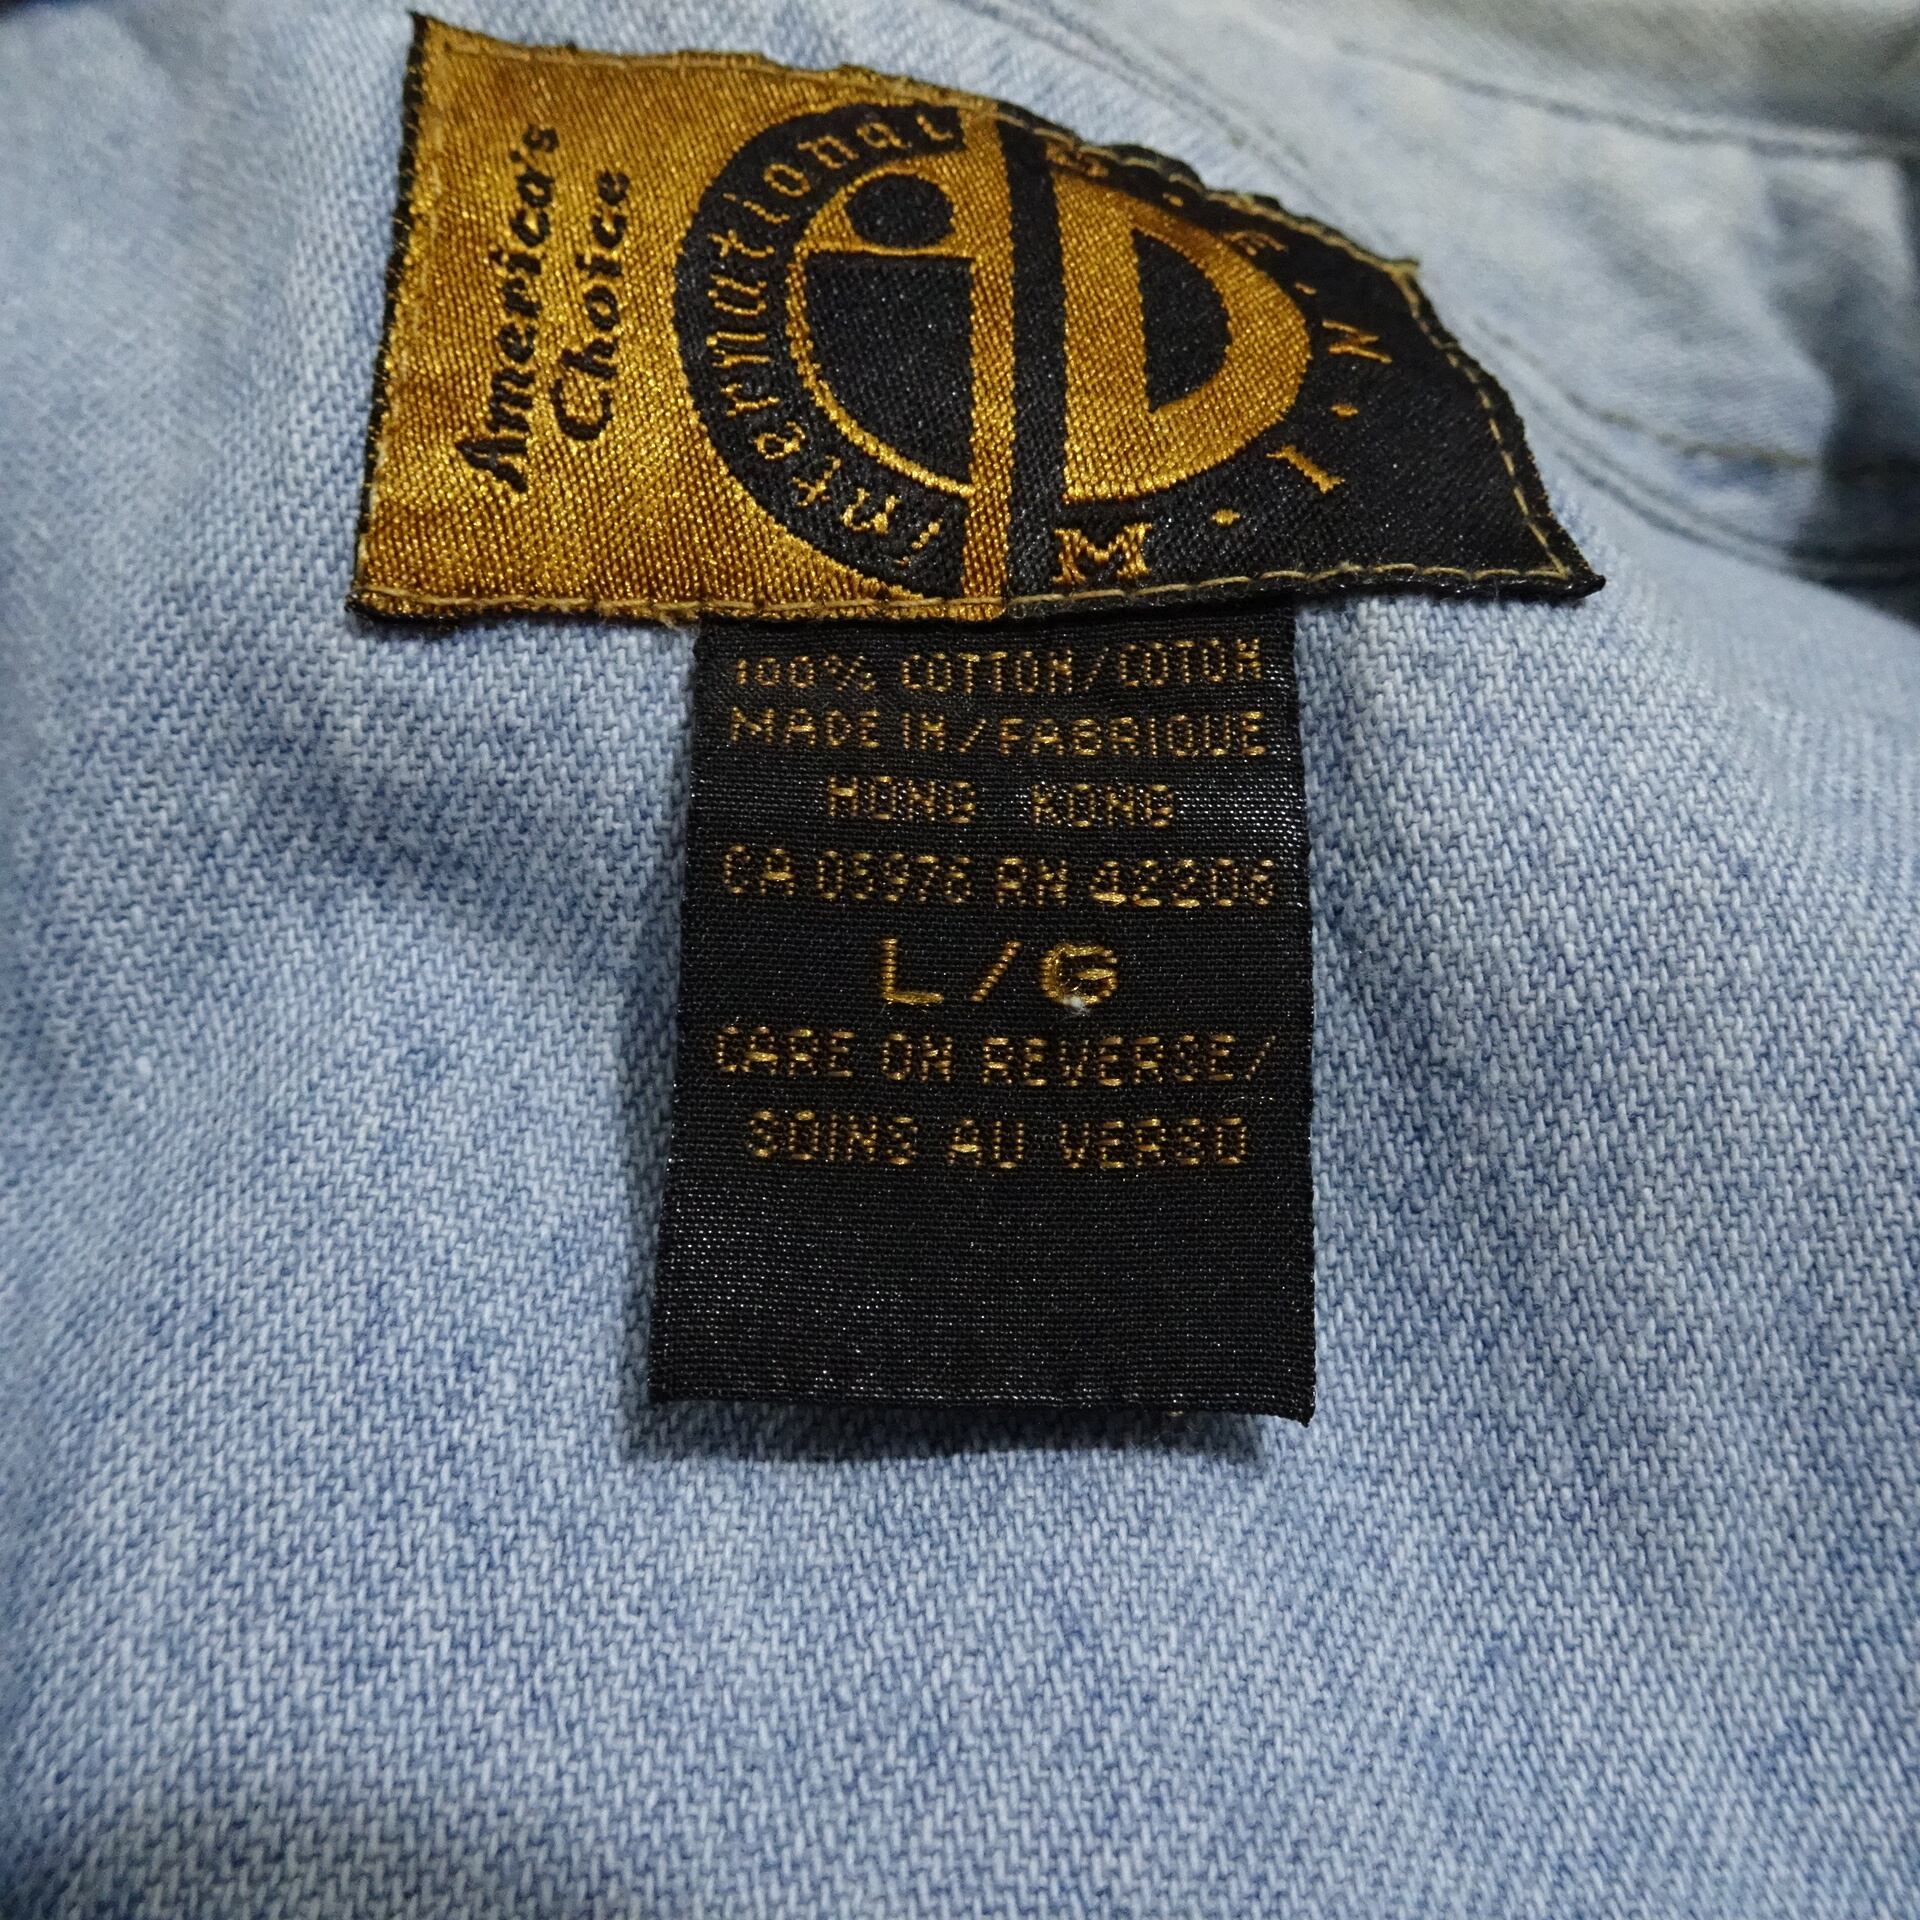 America's
Choice
international
iD
M·I·N·D·E·D
100% COTTON/COTON
MADE IN/FABRIQUE
HONG KONG
CA 05976 RN 42206
L/G
CARE ON REVERSE/
SOINS AU VERSO